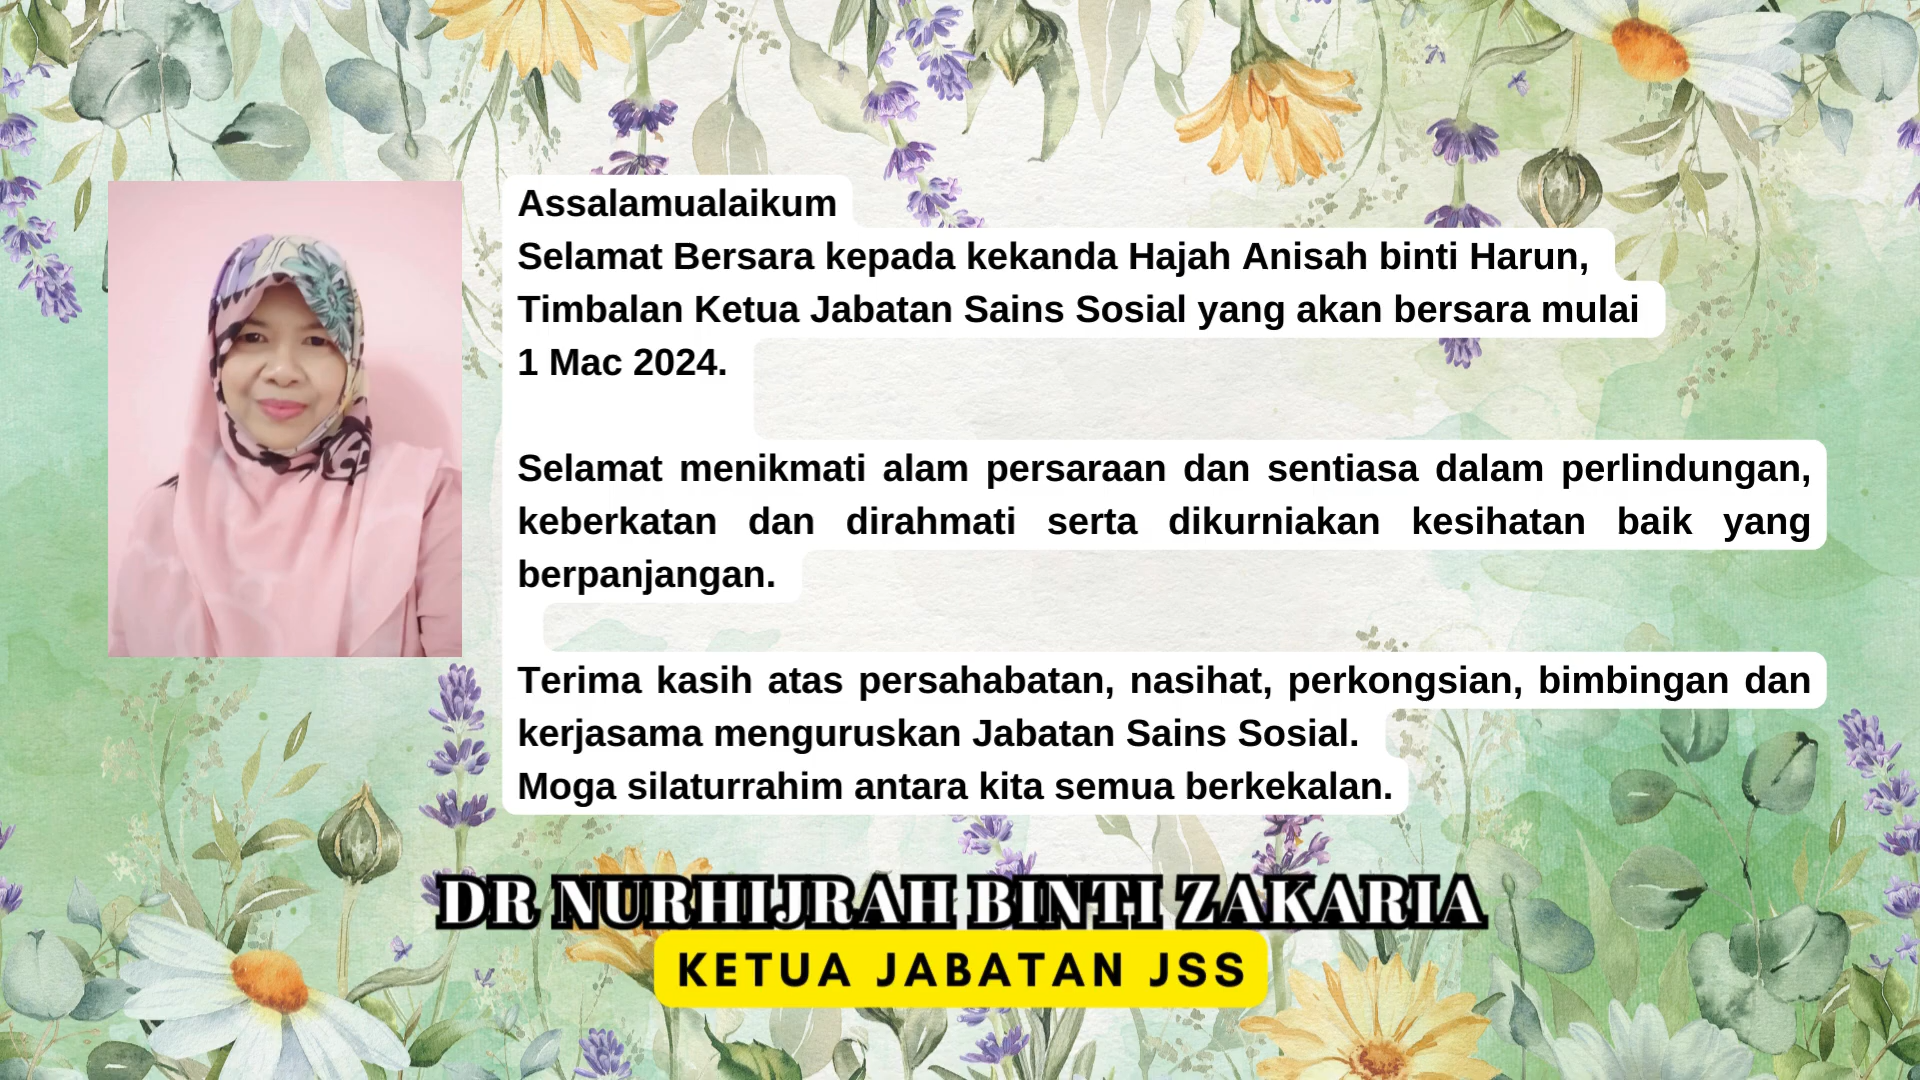 Assalamualaikum
Selamat Bersara kepada kekanda Hajah Anisah binti Harun,
Timbalan Ketua Jabatan Sains Sosial yang akan bersara mulai
1 Mac 2024.
Selamat menikmati alam persaraan dan sentiasa dalam perlindungan,
keberkatan dan dirahmati serta dikurniakan kesihatan baik yang
berpanjangan.
Terima kasih atas persahabatan, nasihat, perkongsian, bimbingan dan
kerjasama menguruskan Jabatan Sains Sosial.
Moga silaturrahim antara kita semua berkekalan.
DR NURHIJRAH BINTI ZAKARIA
KETUA JABATAN JSS